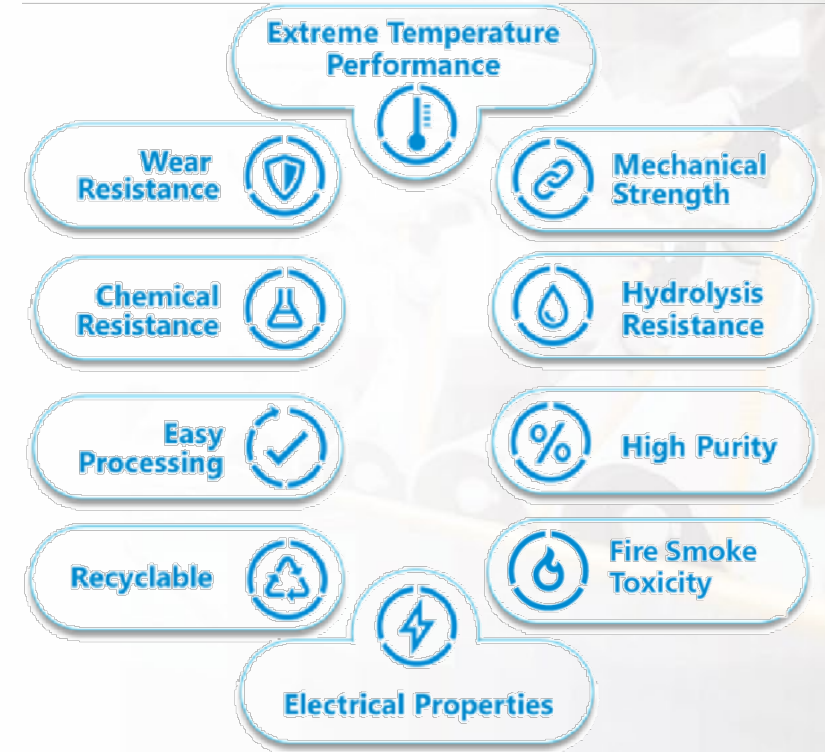 Extreme Temperature
Performance
Wear
Resistance
Mechanical
Strength
Chemical
Resistance
Hydrolysis
Resistance
Easy
Processing
High Purity
Recyclable
Fire Smoke
Toxicity
Electrical Properties